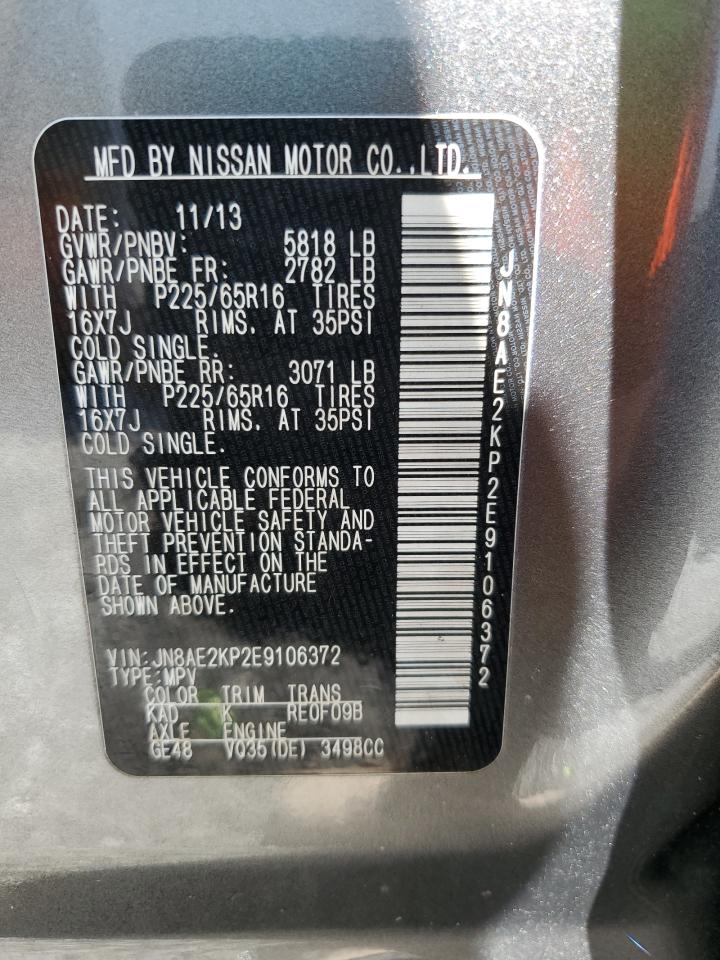 MFD BY NISSAN MOTOR CO.,LTD.
DATE: 11/13
GVWR/PNBV: 5818 LB
GAWR/PNBE FR: 2782 LB
WITH P225/65R16 TIRES
16X7J RIMS. AT 35PSI
COLD SINGLE.
GAWR/PNBE RR: 3071 LB
WITH P225/65R16 TIRES
16X7J RIMS. AT 35PSI
COLD SINGLE.
THIS VEHICLE CONFORMS TO
ALL APPLICABLE FEDERAL
MOTOR VEHICLE SAFETY AND
THEFT PREVENTION STANDA-
RDS IN EFFECT ON THE
DATE OF MANUFACTURE
SHOWN ABOVE.
VIN:JN8AE2KP2E9106372
TYPE:MPV
COLOR TRIM TRANS
KAD K RE0F09B
AXLE ENGINE
GE48 VQ35(DE) 3498CC
JN8AE2KP2E9106372